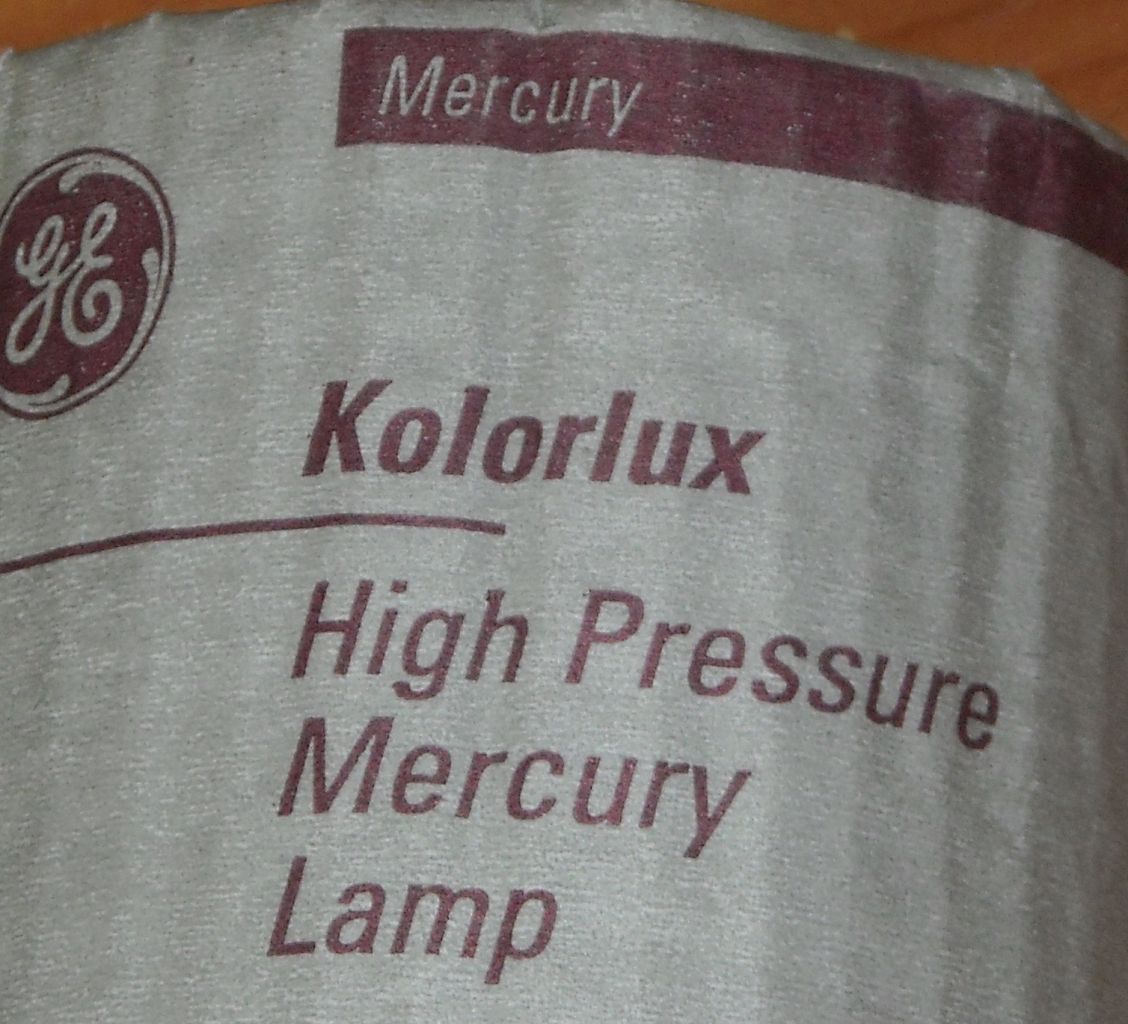 Mercury
GE
Kolorlux
High Pressure
Mercury
Lamp